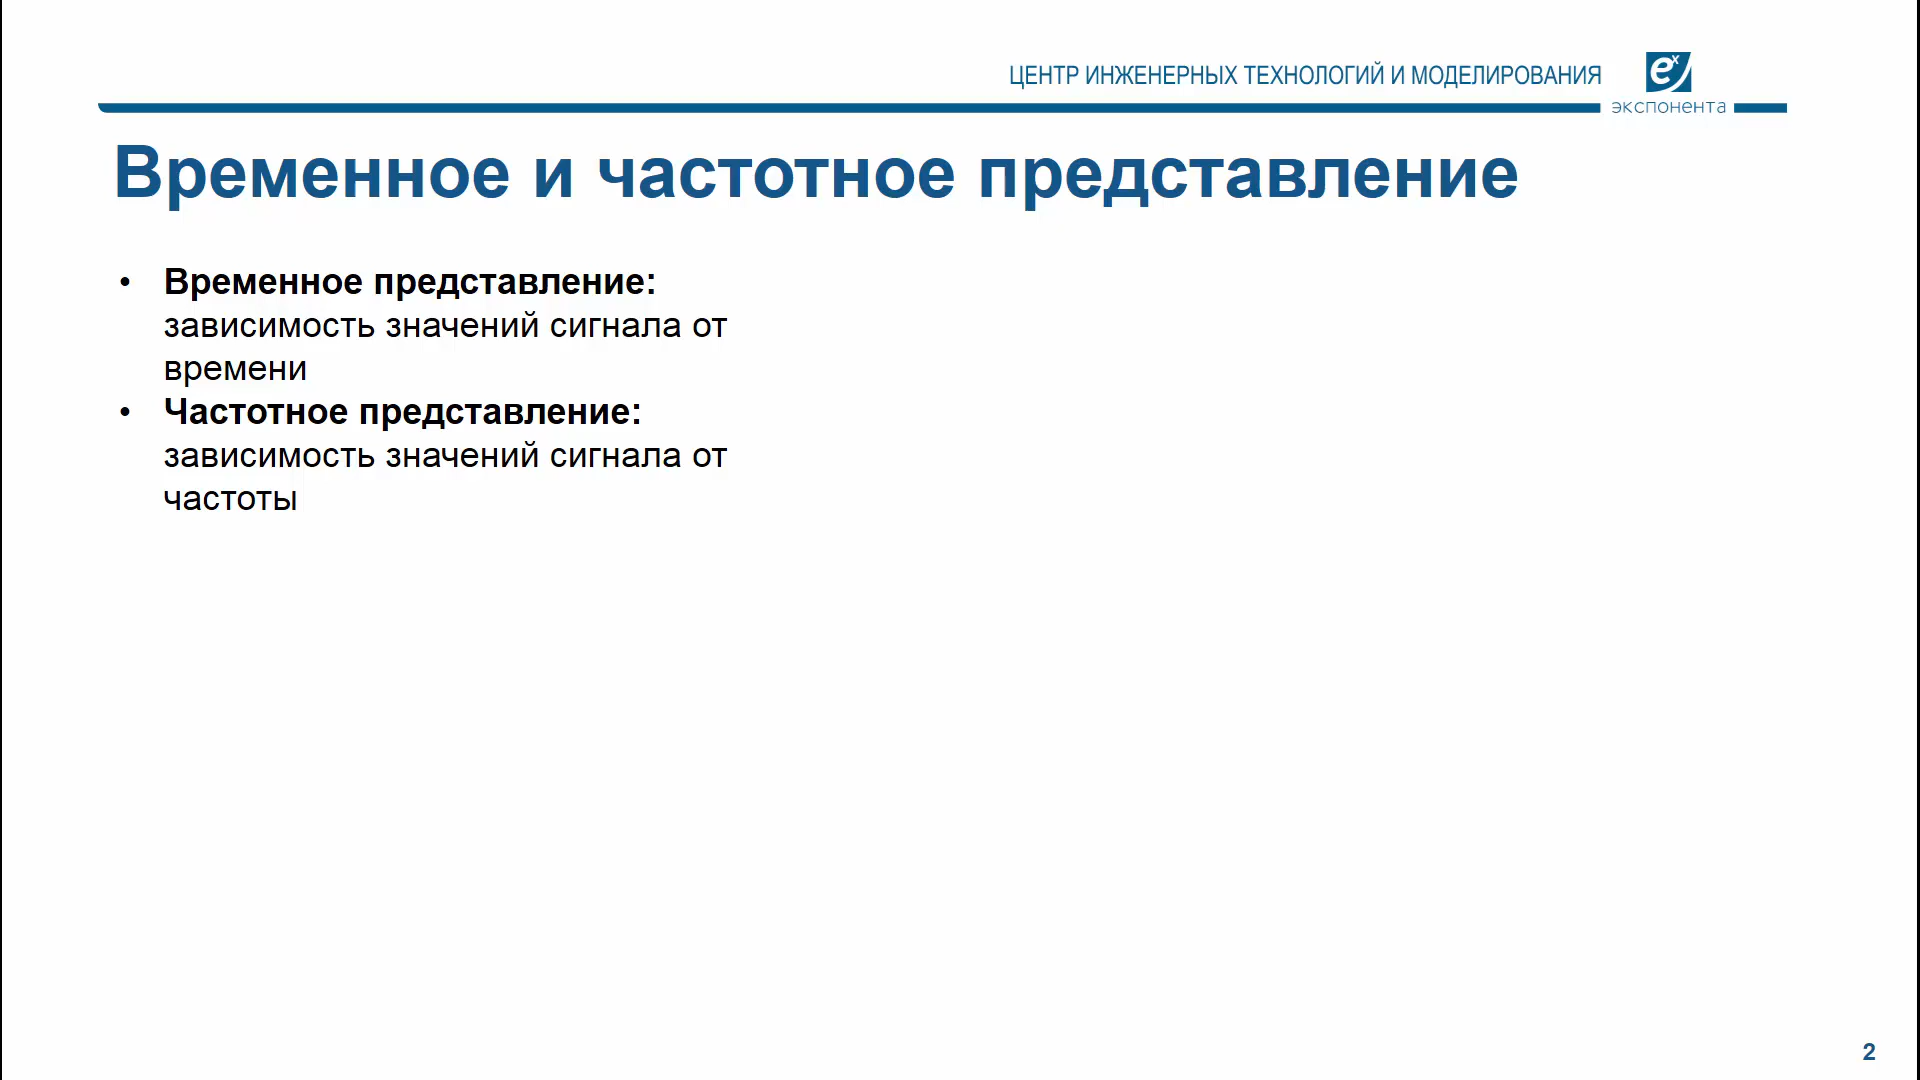 ЦЕНТР ИНЖЕНЕРНЫХ ТЕХНОЛОГИЙ И МОДЕЛИРОВАНИЯ
ex
экспонента
Временное и частотное представление
• Временное представление:
зависимость значений сигнала от
времени
• Частотное представление:
зависимость значений сигнала от
частоты
2